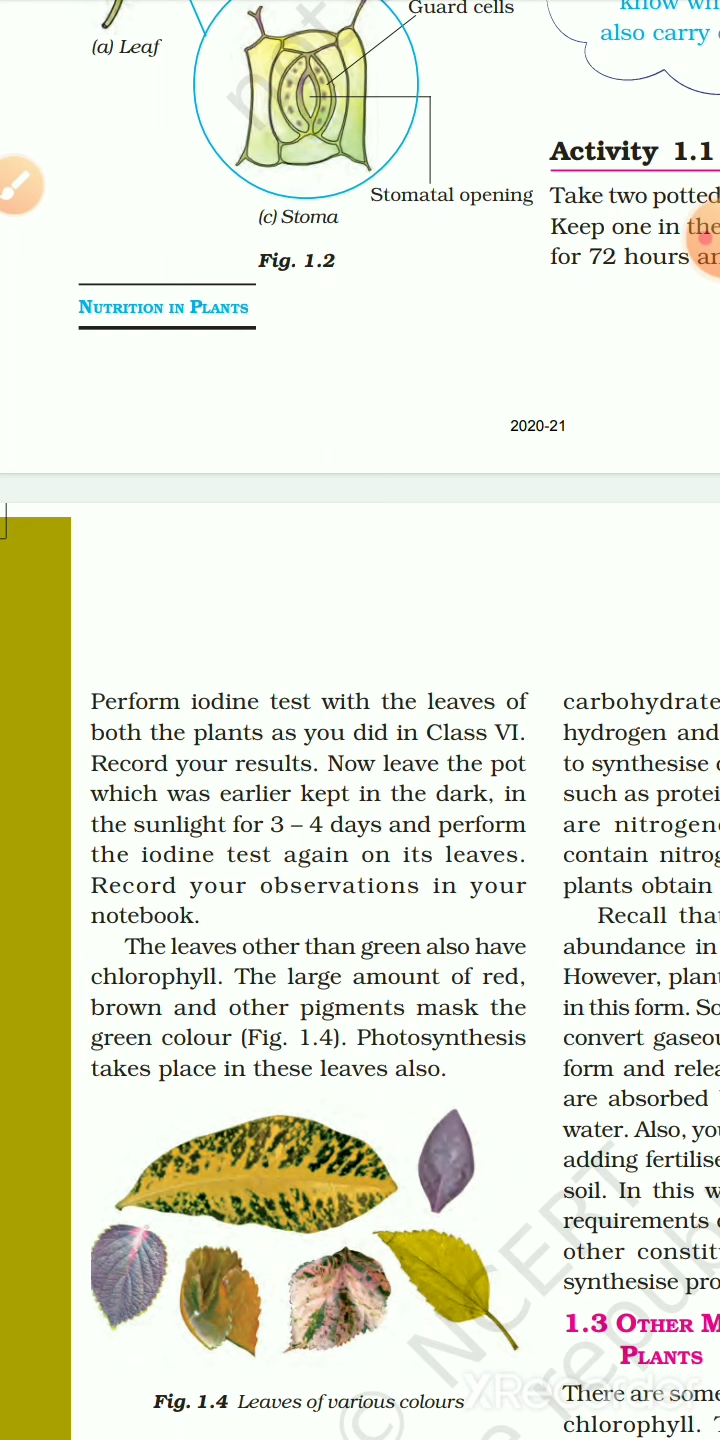 Guard cells
(a) Leaf
also carry
Stomatal opening
(c) Stoma
Fig. 1.2
NUTRITION IN PLANTS
Activity 1.1
Take two potted
Keep one in the
for 72 hours
2020-21
Perform iodine test with the leaves of
both the plants as you did in Class VI.
Record your results. Now leave the pot
which was earlier kept in the dark, in
the sunlight for 3 – 4 days and perform
the iodine test again on its leaves.
Record your observations in your
notebook.
The leaves other than green also have
chlorophyll. The large amount of red,
brown and other pigments mask the
green colour (Fig. 1.4). Photosynthesis
takes place in these leaves also.
Fig. 1.4 Leaves of various colours
carbohydrate
hydrogen and
to synthesise
such as protei
are nitrogen
contain nitrog
plants obtain
Recall that
abundance in
However, plant
in this form. So
convert gaseou
form and relea
are absorbed
water. Also, you
adding fertilise
soil. In this w
requirements
other constit
synthesise pro
1.3 OTHER M
PLANTS
There are some
chlorophyll. T
© NCERT
XRecorder